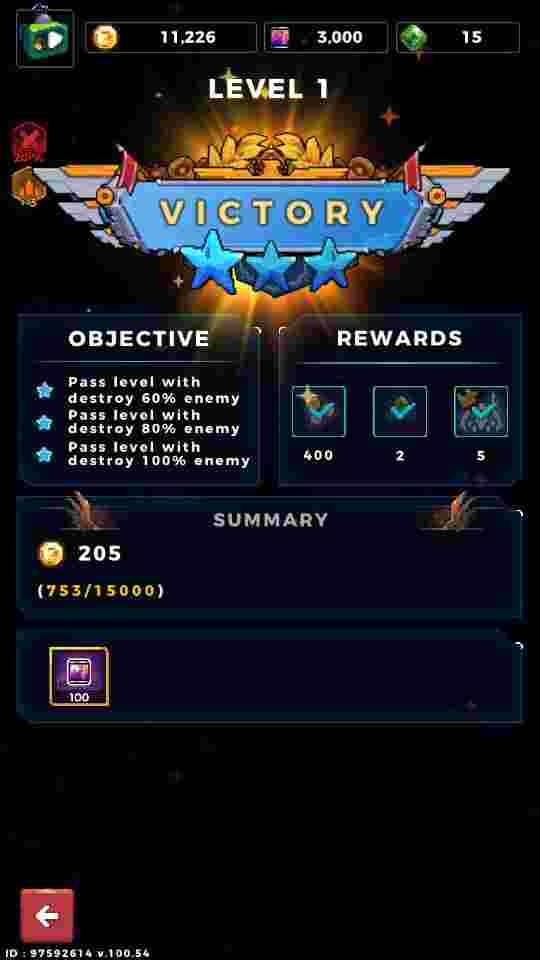 11,226
3,000
15
LEVEL 1
VICTORY
OBJECTIVE
Pass level with
destroy 60% enemy
Pass level with
destroy 80% enemy
Pass level with
destroy 100% enemy
REWARDS
400
2
5
SUMMARY
205
(753/15000)
100
ID : 97592614 v.100.54